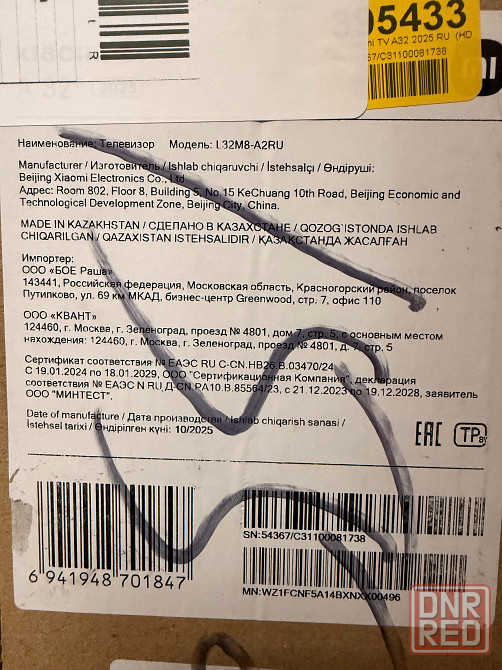 05433
TV A32 2025 RU (HD
67/C31100081738
Наименование: Телевизор Модель: L32M8-A2RU
Manufacturer / Изготовитель / Ishlab chiqaruvchi / İstehsalçı / Өндіруші:
Beijing Xiaomi Electronics Co., Ltd
Адрес: Room 802, Floor 8, Building 5, No.15 KeChuang 10th Road, Beijing Economic and
Technological Development Zone, Beijing City, China.
MADE IN KAZAKHSTAN / СДЕЛАНО В КАЗАХСТАНЕ / QOZOG`ISTONDA ISHLAB
CHIQARILGAN / QAZAXISTAN ISTEHSALIDIR / ҚАЗАҚСТАНДА ЖАСАЛҒАН
Импортер:
ООО «БОЕ Раша»
143441, Российская федерация, Московская область, Красногорский район, поселок
Путилково, ул. 69 км МКАД, бизнес-центр Greenwood, стр. 7, офис 110
ООО «КВАНТ»
124460, г. Москва, г. Зеленоград, проезд № 4801, дом 7, стр. 5, с основным местом
нахождения: 124460, г. Москва, г. Зеленоград, проезд № 4801, д. 7, стр. 5
Сертификат соответствия № ЕАЭС RU C-CN.HB26.B.03470/24
С 19.01.2024 по 18.01.2029, ООО "Сертификационная Компания", декларация
соответствия № ЕАЭС N RU Д-CN.РА10.В.85564/23, с 21.12.2023 по 19.12.2028, заявитель
ООО "МИНТЕСТ".
Date of manufacture / Дата производства / Ishlab chiqarish sanasi /
İstehsal tarixi / Өндірілген күні: 10/2025
EAC TP BY
SN:54367/C31100081738
6 941948 701847
MN:WZ1FCNF5A14BXNXX00496
DNR
RED